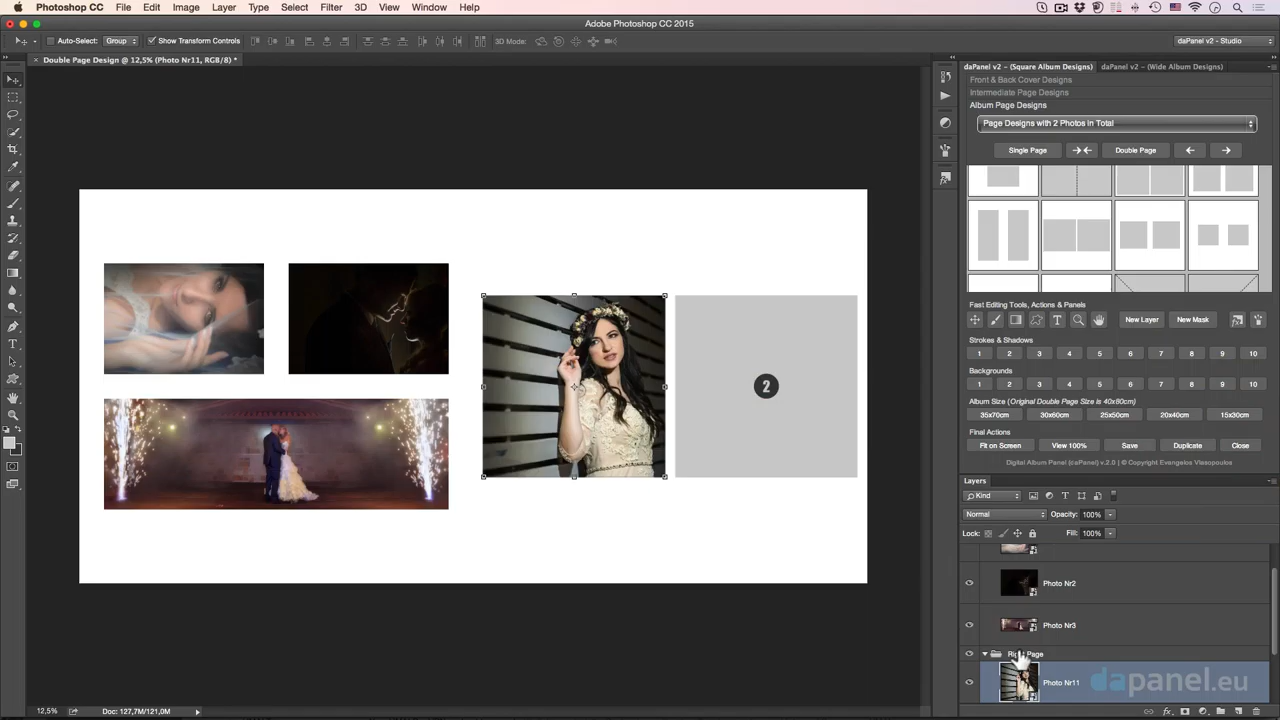 Photoshop CC File Edit Image Layer Type Select Filter 3D View Window Help
Adobe Photoshop CC 2015
Auto-Select: Group Show Transform Controls 3D Mode: daPanel v2 - Studio
× Double Page Design @ 12,5% (Photo Nr11, RGB/8) *
daPanel v2 - (Square Album Designs) daPanel v2 - (Wide Album Designs)
Front & Back Cover Designs
Intermediate Page Designs
Album Page Designs
Page Designs with 2 Photos in Total
Single Page Double Page
Fast Editing Tools, Actions & Panels
New Layer New Mask
Strokes & Shadows
1 2 3 4 5 6 7 8 9 10
Backgrounds
1 2 3 4 5 6 7 8 9 10
Album Size (Original Double Page Size is 40x80cm)
35x70cm 30x60cm 25x50cm 20x40cm 15x30cm
Final Actions
Fit on Screen View 100% Save Duplicate Close
Digital Album Panel (daPanel) v.2.0 | © Copyright Evangelos Vlasopoulos
2
Layers
Kind
Normal Opacity: 100%
Lock: Fill: 100%
Photo Nr2
Photo Nr3
Page
Photo Nr11
dapanel.eu
12,5% Doc: 127,7M/121,0M